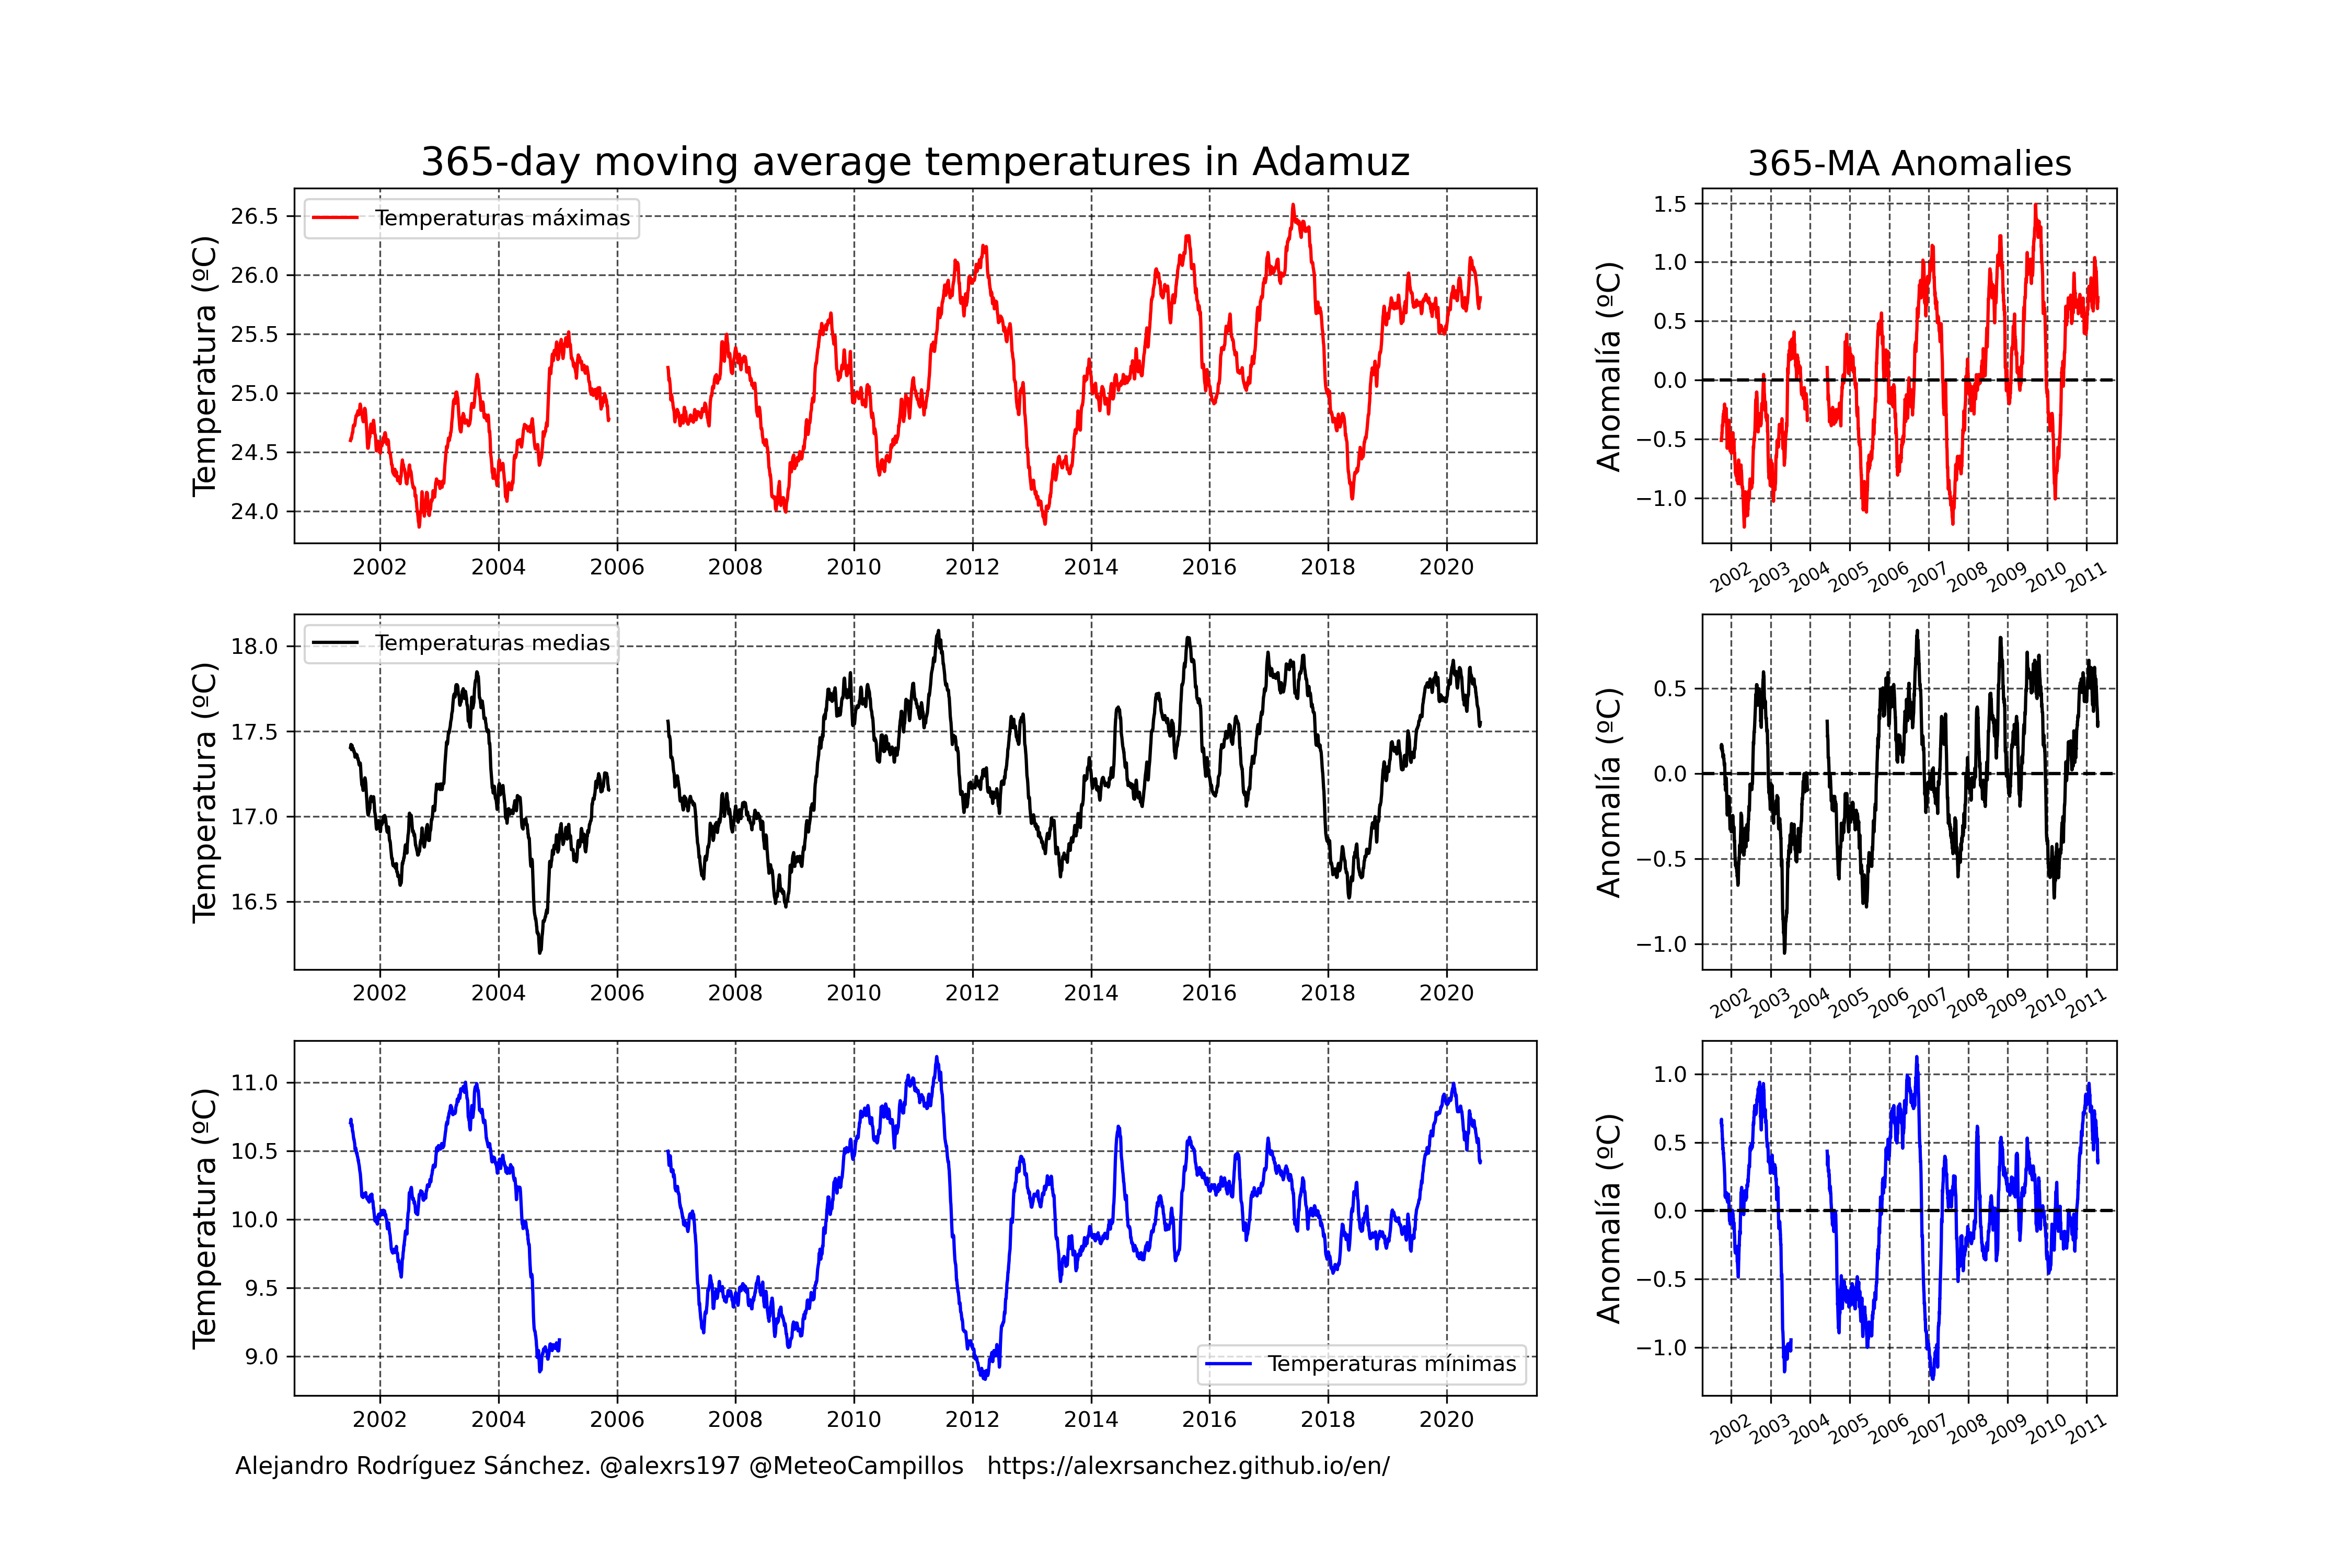 365-day moving average temperatures in Adamuz
365-MA Anomalies
Temperatura (ºC)
26.5
26.0
25.5
25.0
24.5
24.0
Temperaturas máximas
2002 2004 2006 2008 2010 2012 2014 2016 2018 2020
Anomalía (ºC)
1.5
1.0
0.5
0.0
−0.5
−1.0
2002 2003 2004 2005 2006 2007 2008 2009 2010 2011
Temperatura (ºC)
18.0
17.5
17.0
16.5
Temperaturas medias
2002 2004 2006 2008 2010 2012 2014 2016 2018 2020
Anomalía (ºC)
0.5
0.0
−0.5
−1.0
2002 2003 2004 2005 2006 2007 2008 2009 2010 2011
Temperatura (ºC)
11.0
10.5
10.0
9.5
9.0
Temperaturas mínimas
2002 2004 2006 2008 2010 2012 2014 2016 2018 2020
Anomalía (ºC)
1.0
0.5
0.0
−0.5
−1.0
2002 2003 2004 2005 2006 2007 2008 2009 2010 2011
Alejandro Rodríguez Sánchez. @alexrs197 @MeteoCampillos https://alexrsanchez.github.io/en/